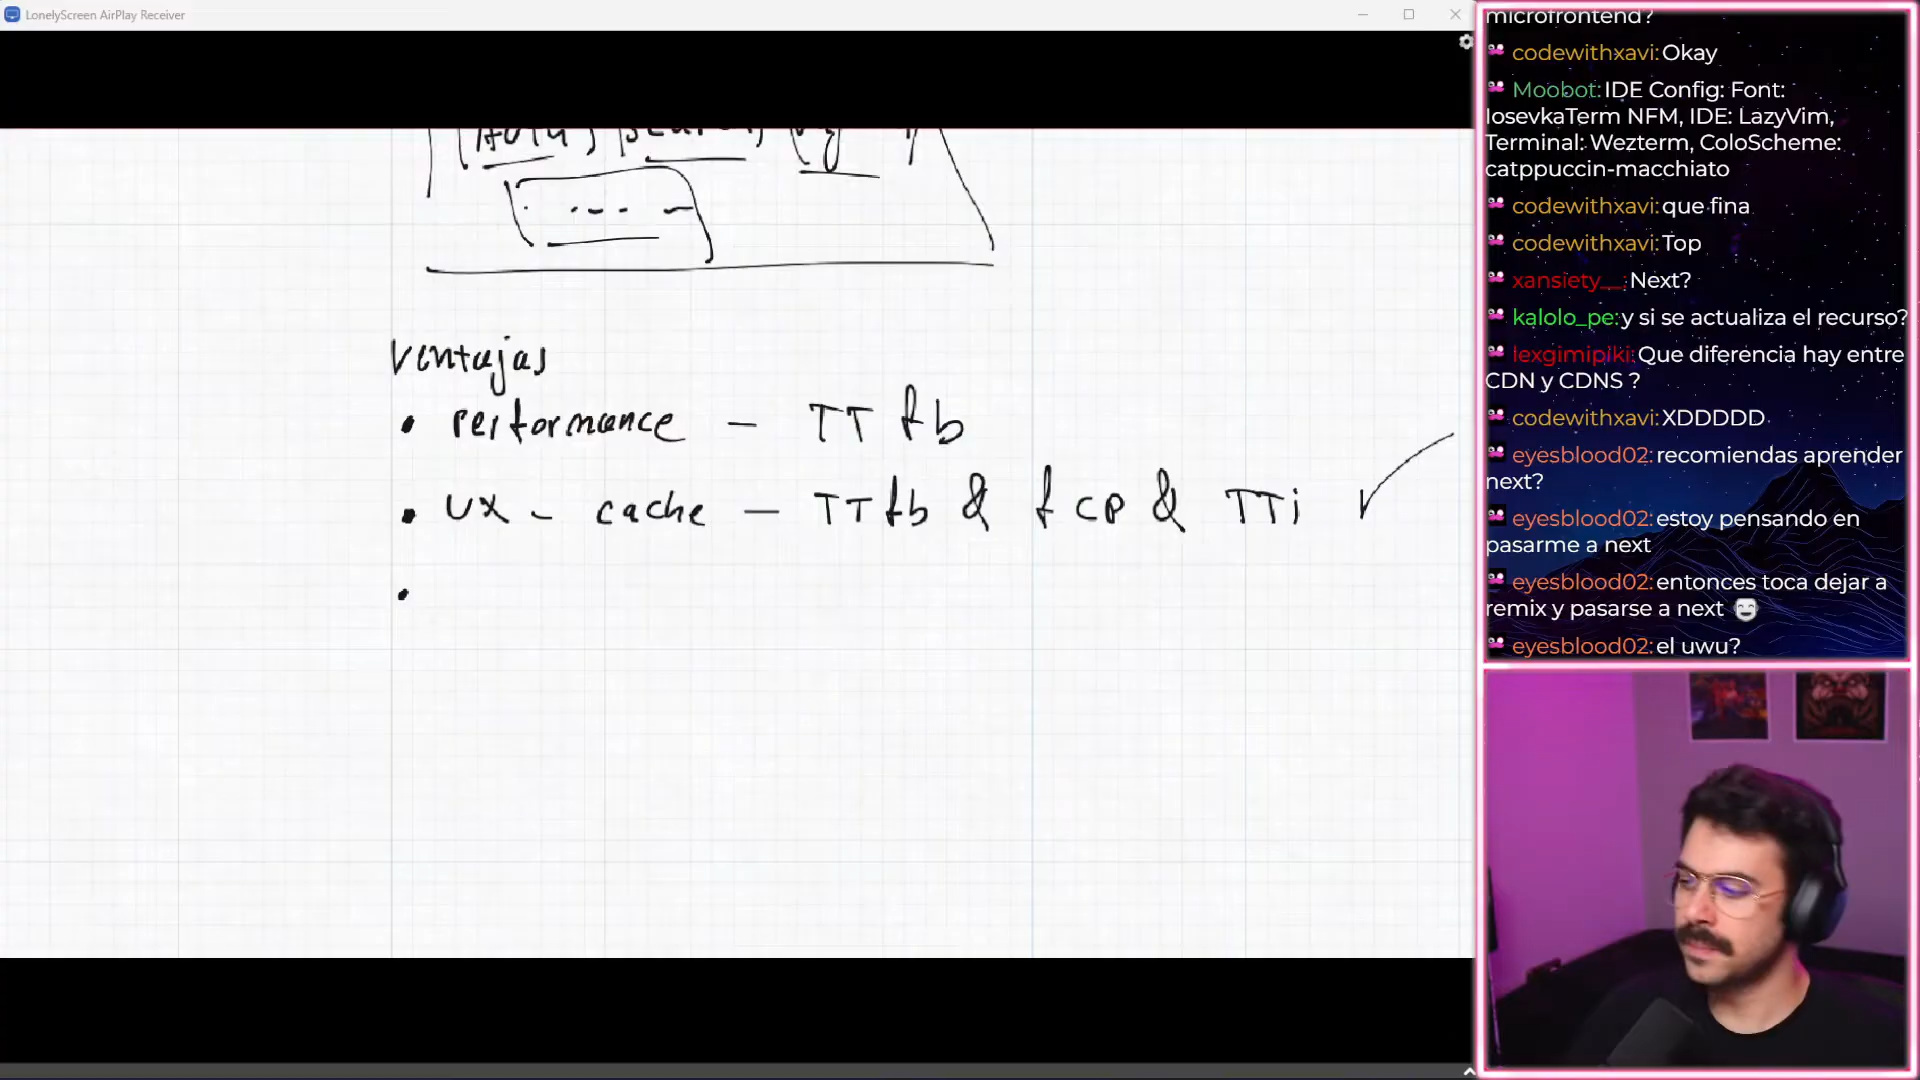 LonelyScreen AirPlay Receiver
Ventajas
• performance – TTfb
• UX - cache – TTfb & fcp & TTi
•
microfrontend?
codewithxavi: Okay
Moobot: IDE Config: Font:
IosevkaTerm NFM, IDE: LazyVim,
Terminal: Wezterm, ColoScheme:
catppuccin-macchiato
codewithxavi: que fina
codewithxavi: Top
xansiety__: Next?
kalolo_pe: y si se actualiza el recurso?
lexgimipiki: Que diferencia hay entre
CDN y CDNS ?
codewithxavi: XDDDDD
eyesblood02: recomiendas aprender
next?
eyesblood02: estoy pensando en
pasarme a next
eyesblood02: entonces toca dejar a
remix y pasarse a next
eyesblood02: el uwu?